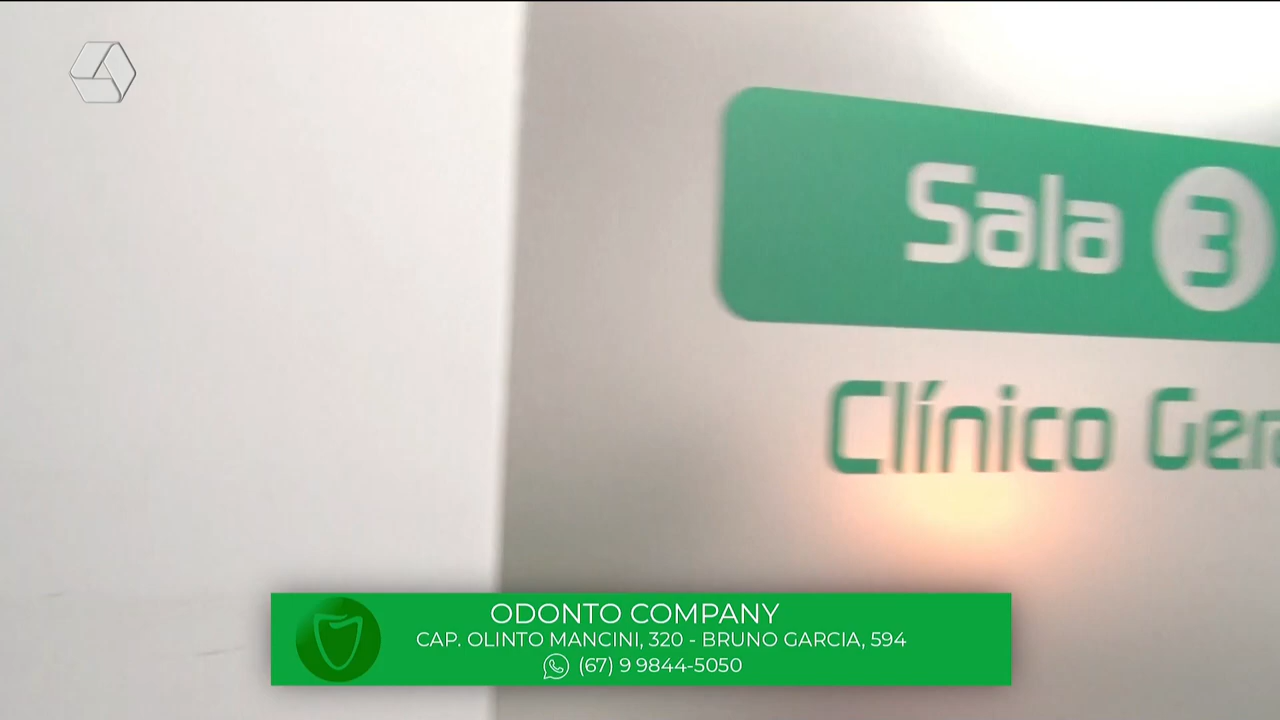 Sala 3
Clínico
ODONTO COMPANY
CAP. OLINTO MANCINI, 320 - BRUNO GARCIA, 594
(67) 9 9844-5050